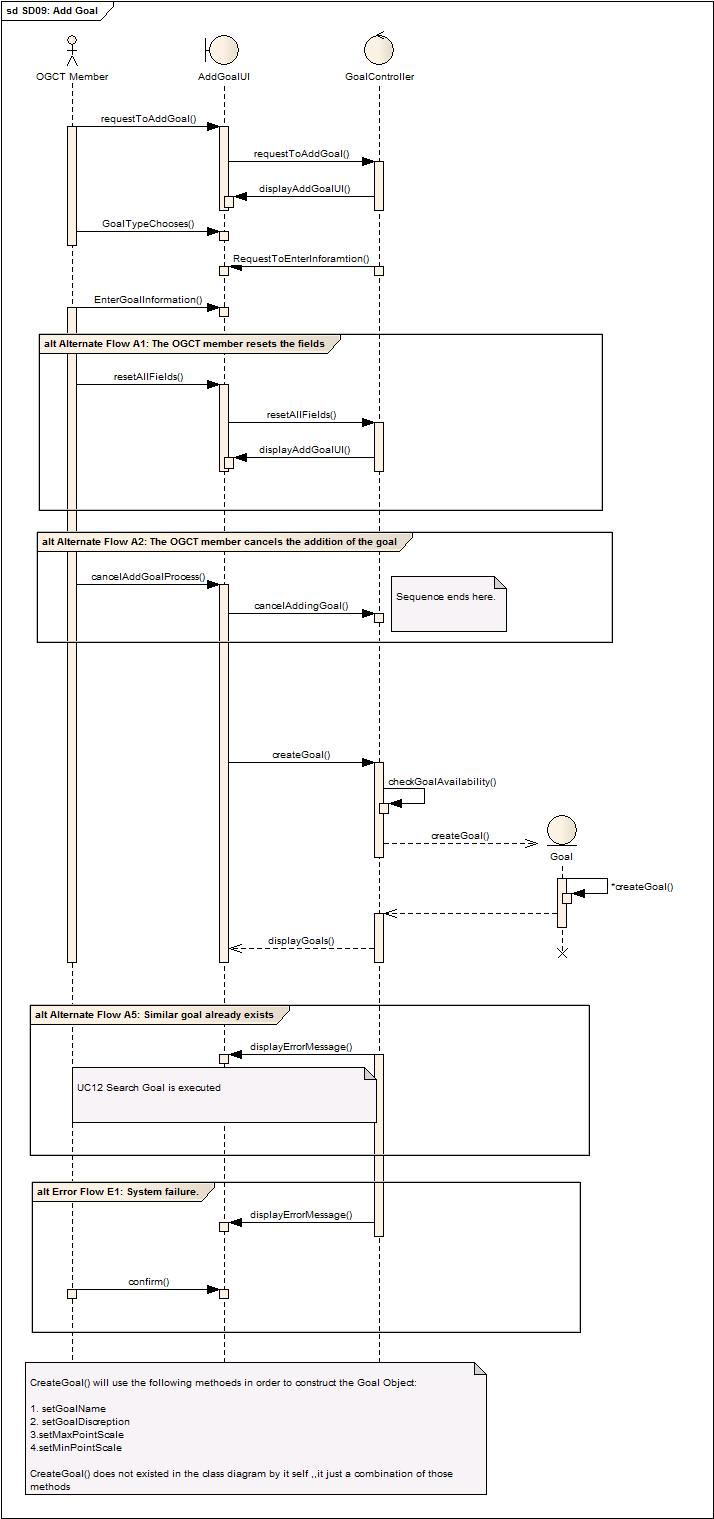 sd SD09: Add Goal
OGCT Member
AddGoalUI
GoalController
requestToAddGoal()
requestToAddGoal()
displayAddGoalUI()
GoalTypeChooses()
RequestToEnterInforamtion()
EnterGoalInformation()
alt Alternate Flow A1: The OGCT member resets the fields
resetAllFields()
resetAllFields()
displayAddGoalUI()
alt Alternate Flow A2: The OGCT member cancels the addition of the goal
cancelAddGoalProcess()
Sequence ends here.
cancelAddingGoal()
createGoal()
checkGoalAvailability()
createGoal()
Goal
*createGoal()
displayGoals()
alt Alternate Flow A5: Similar goal already exists
displayErrorMessage()
UC12 Search Goal is executed
alt Error Flow E1: System failure.
displayErrorMessage()
confirm()
CreateGoal() will use the following methoeds in order to construct the Goal Object:
1. setGoalName
2. setGoalDiscreption
3.setMaxPointScale
4.setMinPointScale
CreateGoal() does not existed in the class diagram by it self ,,it just a combination of those
methods